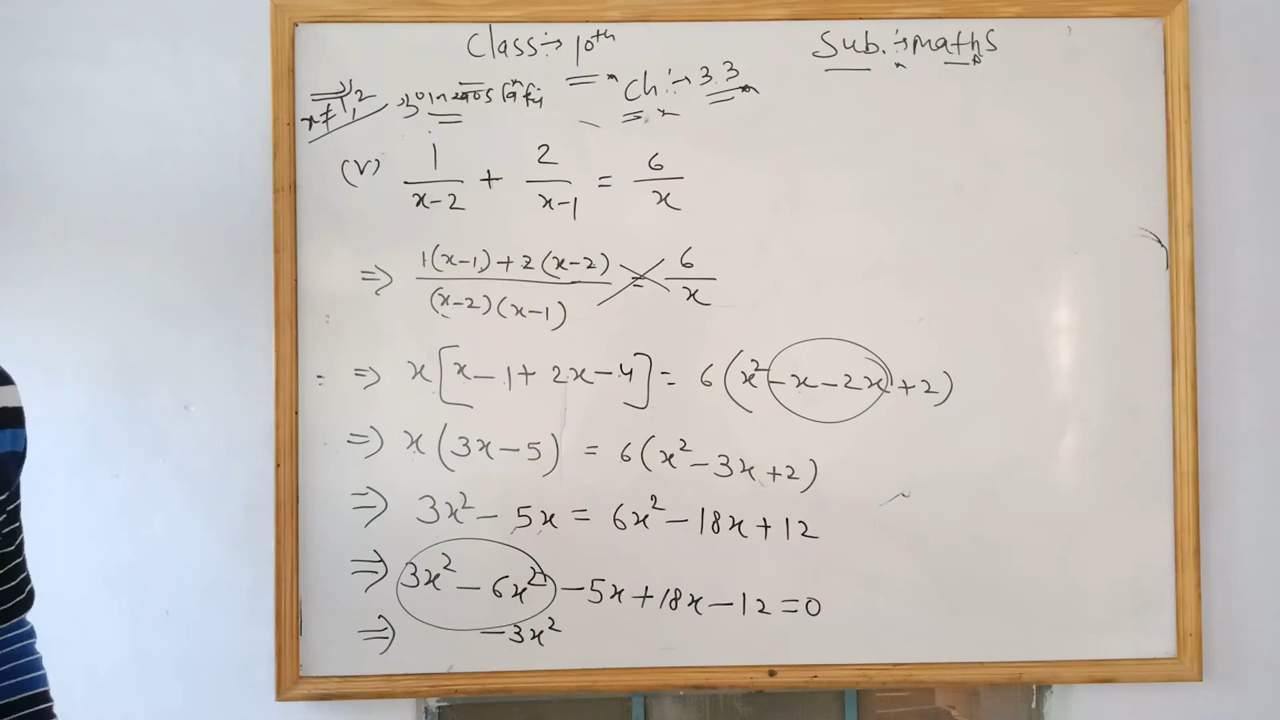 Class :→ 10th
Sub. :→ maths
Ch :→ 3.3
x ≠ 1, 2
(V) 1/(x-2) + 2/(x-1) = 6/x
⇒ (1(x-1) + 2(x-2))/((x-2)(x-1)) = 6/x
⇒ x[x-1+2x-4] = 6(x²-x-2x+2)
⇒ x(3x-5) = 6(x²-3x+2)
⇒ 3x² - 5x = 6x² - 18x + 12
⇒ 3x² - 6x² - 5x + 18x - 12 = 0
⇒ -3x²